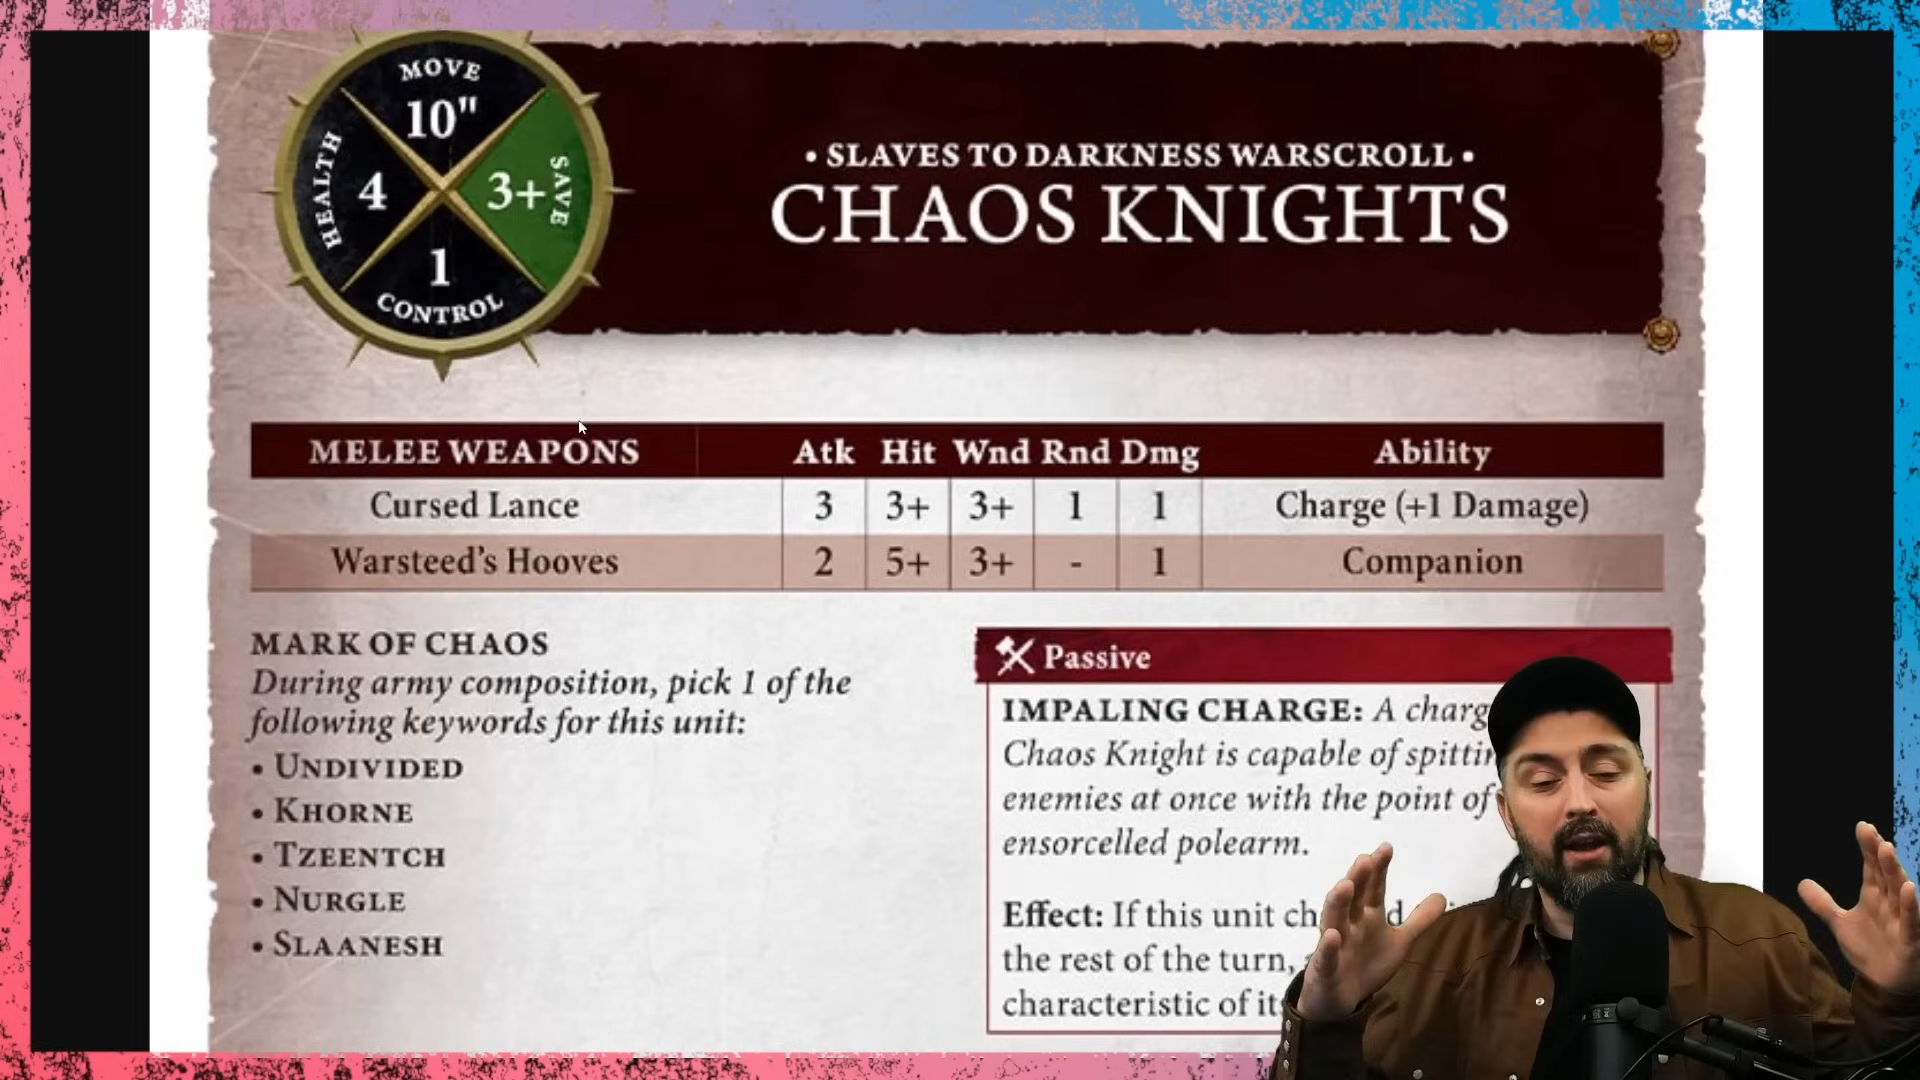 MOVE
10"
HEALTH
4
3+
SAVE
1
CONTROL
• SLAVES TO DARKNESS WARSCROLL •
CHAOS KNIGHTS
MELEE WEAPONS Atk Hit Wnd Rnd Dmg Ability
Cursed Lance 3 3+ 3+ 1 1 Charge (+1 Damage)
Warsteed's Hooves 2 5+ 3+ - 1 Companion
MARK OF CHAOS
During army composition, pick 1 of the
following keywords for this unit:
• UNDIVIDED
• KHORNE
• TZEENTCH
• NURGLE
• SLAANESH
Passive
IMPALING CHARGE: A
Chaos Knight is capable of
enemies at once with the point of
ensorcelled polearm.
Effect: If this unit
the rest of the turn,
characteristic of